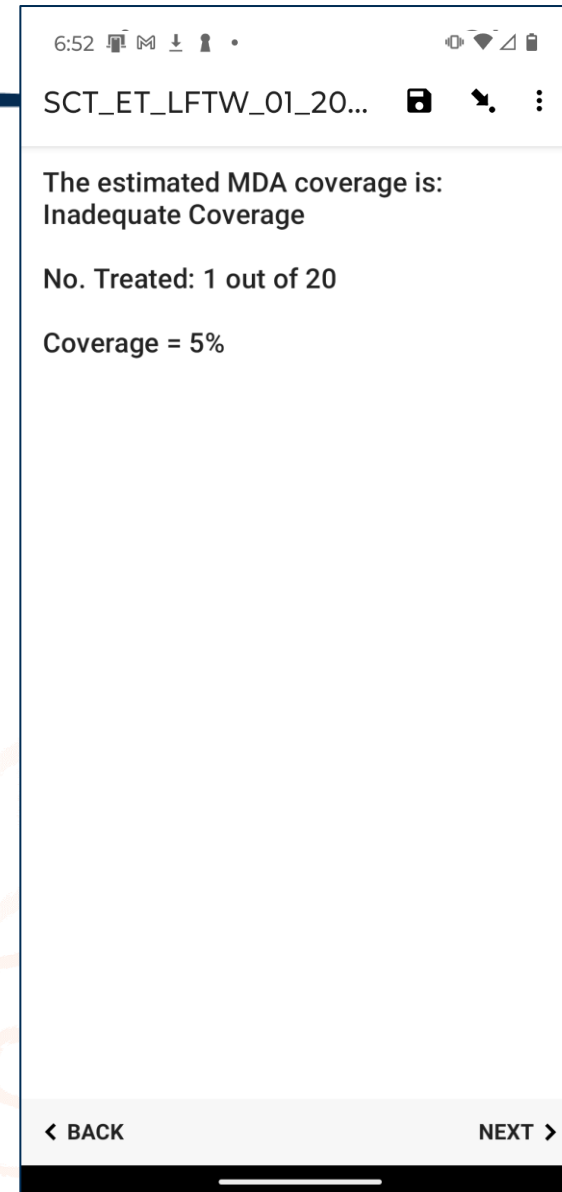 6:52
SCT_ET_LFTW_01_20...
The estimated MDA coverage is:
Inadequate Coverage
No. Treated: 1 out of 20
Coverage = 5%
BACK
NEXT